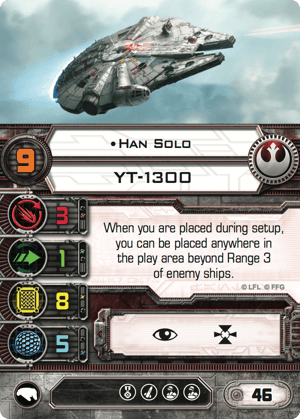 • Han Solo
9
YT-1300
3
When you are placed during setup,
you can be placed anywhere in
the play area beyond Range 3
of enemy ships.
1
© LFL © FFG
8
5
46